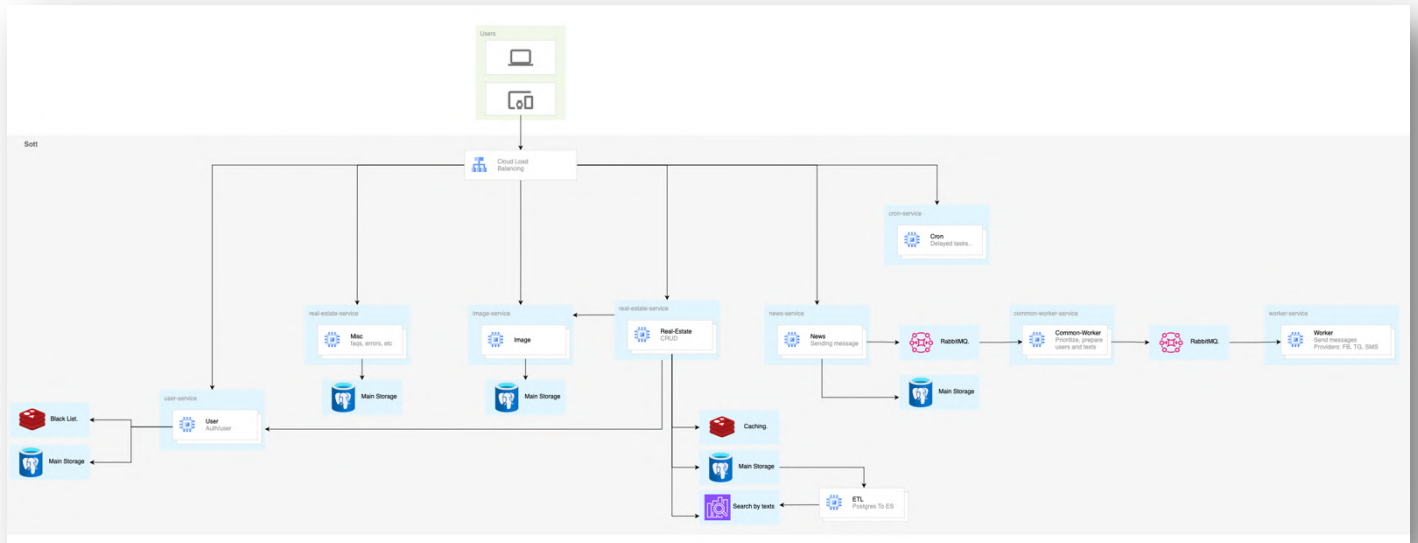 Users
Sott
Cloud Load
Balancing
cron-service
Cron
Delayed tasks..
real-estate-service
Misc
faqs, errors, etc
image-service
Image
real-estate-service
Real-Estate
CRUD
news-service
News
Sending message
RabbitMQ.
common-worker-service
Common-Worker
Prioritize, prepare
users and texts
RabbitMQ.
worker-service
Worker
Send messages
Providers: FB, TG, SMS
Main Storage
Main Storage
Main Storage
user-service
User
Auth/user
Black List.
Main Storage
Caching.
Main Storage
Search by texts
ETL
Postgres To ES